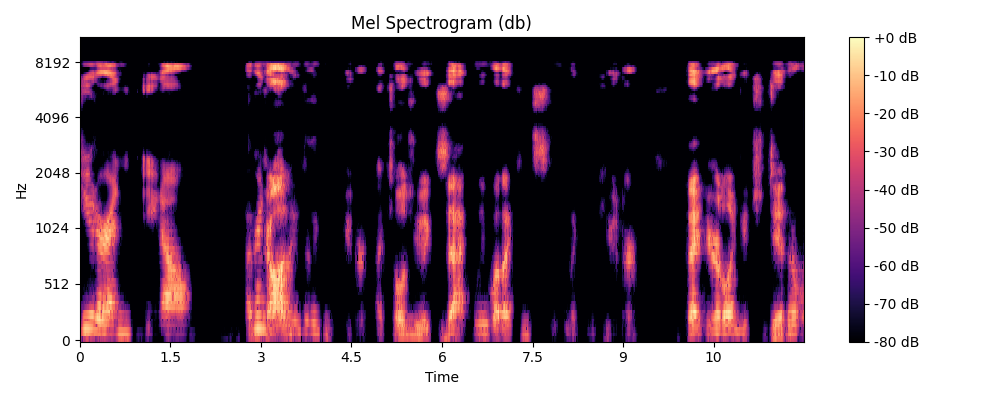 Mel Spectrogram (db)
8192
4096
2048
1024
512
0
Hz
0 1.5 3 4.5 6 7.5 9 10
Time
+0 dB
-10 dB
-20 dB
-30 dB
-40 dB
-50 dB
-60 dB
-70 dB
-80 dB